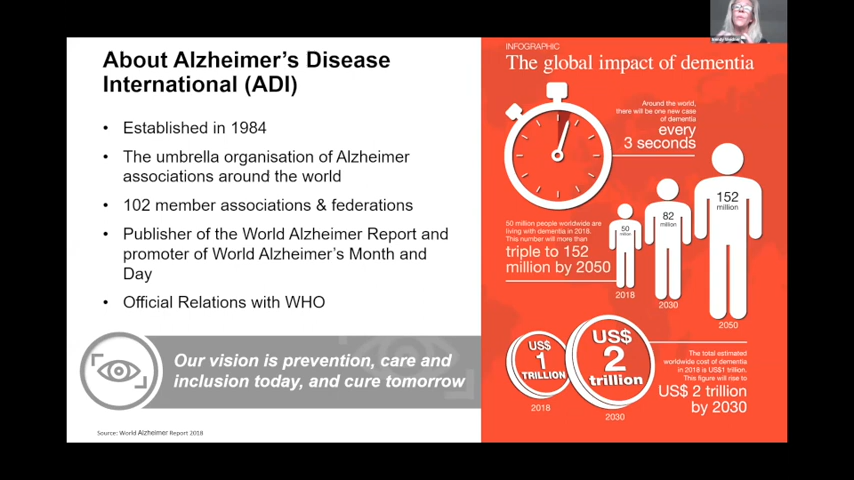 About Alzheimer's Disease
International (ADI)
• Established in 1984
• The umbrella organisation of Alzheimer
associations around the world
• 102 member associations & federations
• Publisher of the World Alzheimer Report and
promoter of World Alzheimer's Month and
Day
• Official Relations with WHO
Our vision is prevention, care and
inclusion today, and cure tomorrow
Source: World Alzheimer Report 2018
INFOGRAPHIC
The global impact of dementia
Around the world,
there will be one new case
of dementia
every
3 seconds
50 million people worldwide are
living with dementia in 2018.
This number will more than
triple to 152
million by 2050
50
million
2018
82
million
2030
152
million
2050
US$
1
TRILLION
2018
US$
2
trillion
2030
The total estimated
worldwide cost of dementia
in 2018 is US$1 trillion.
This figure will rise to
US$ 2 trillion
by 2030